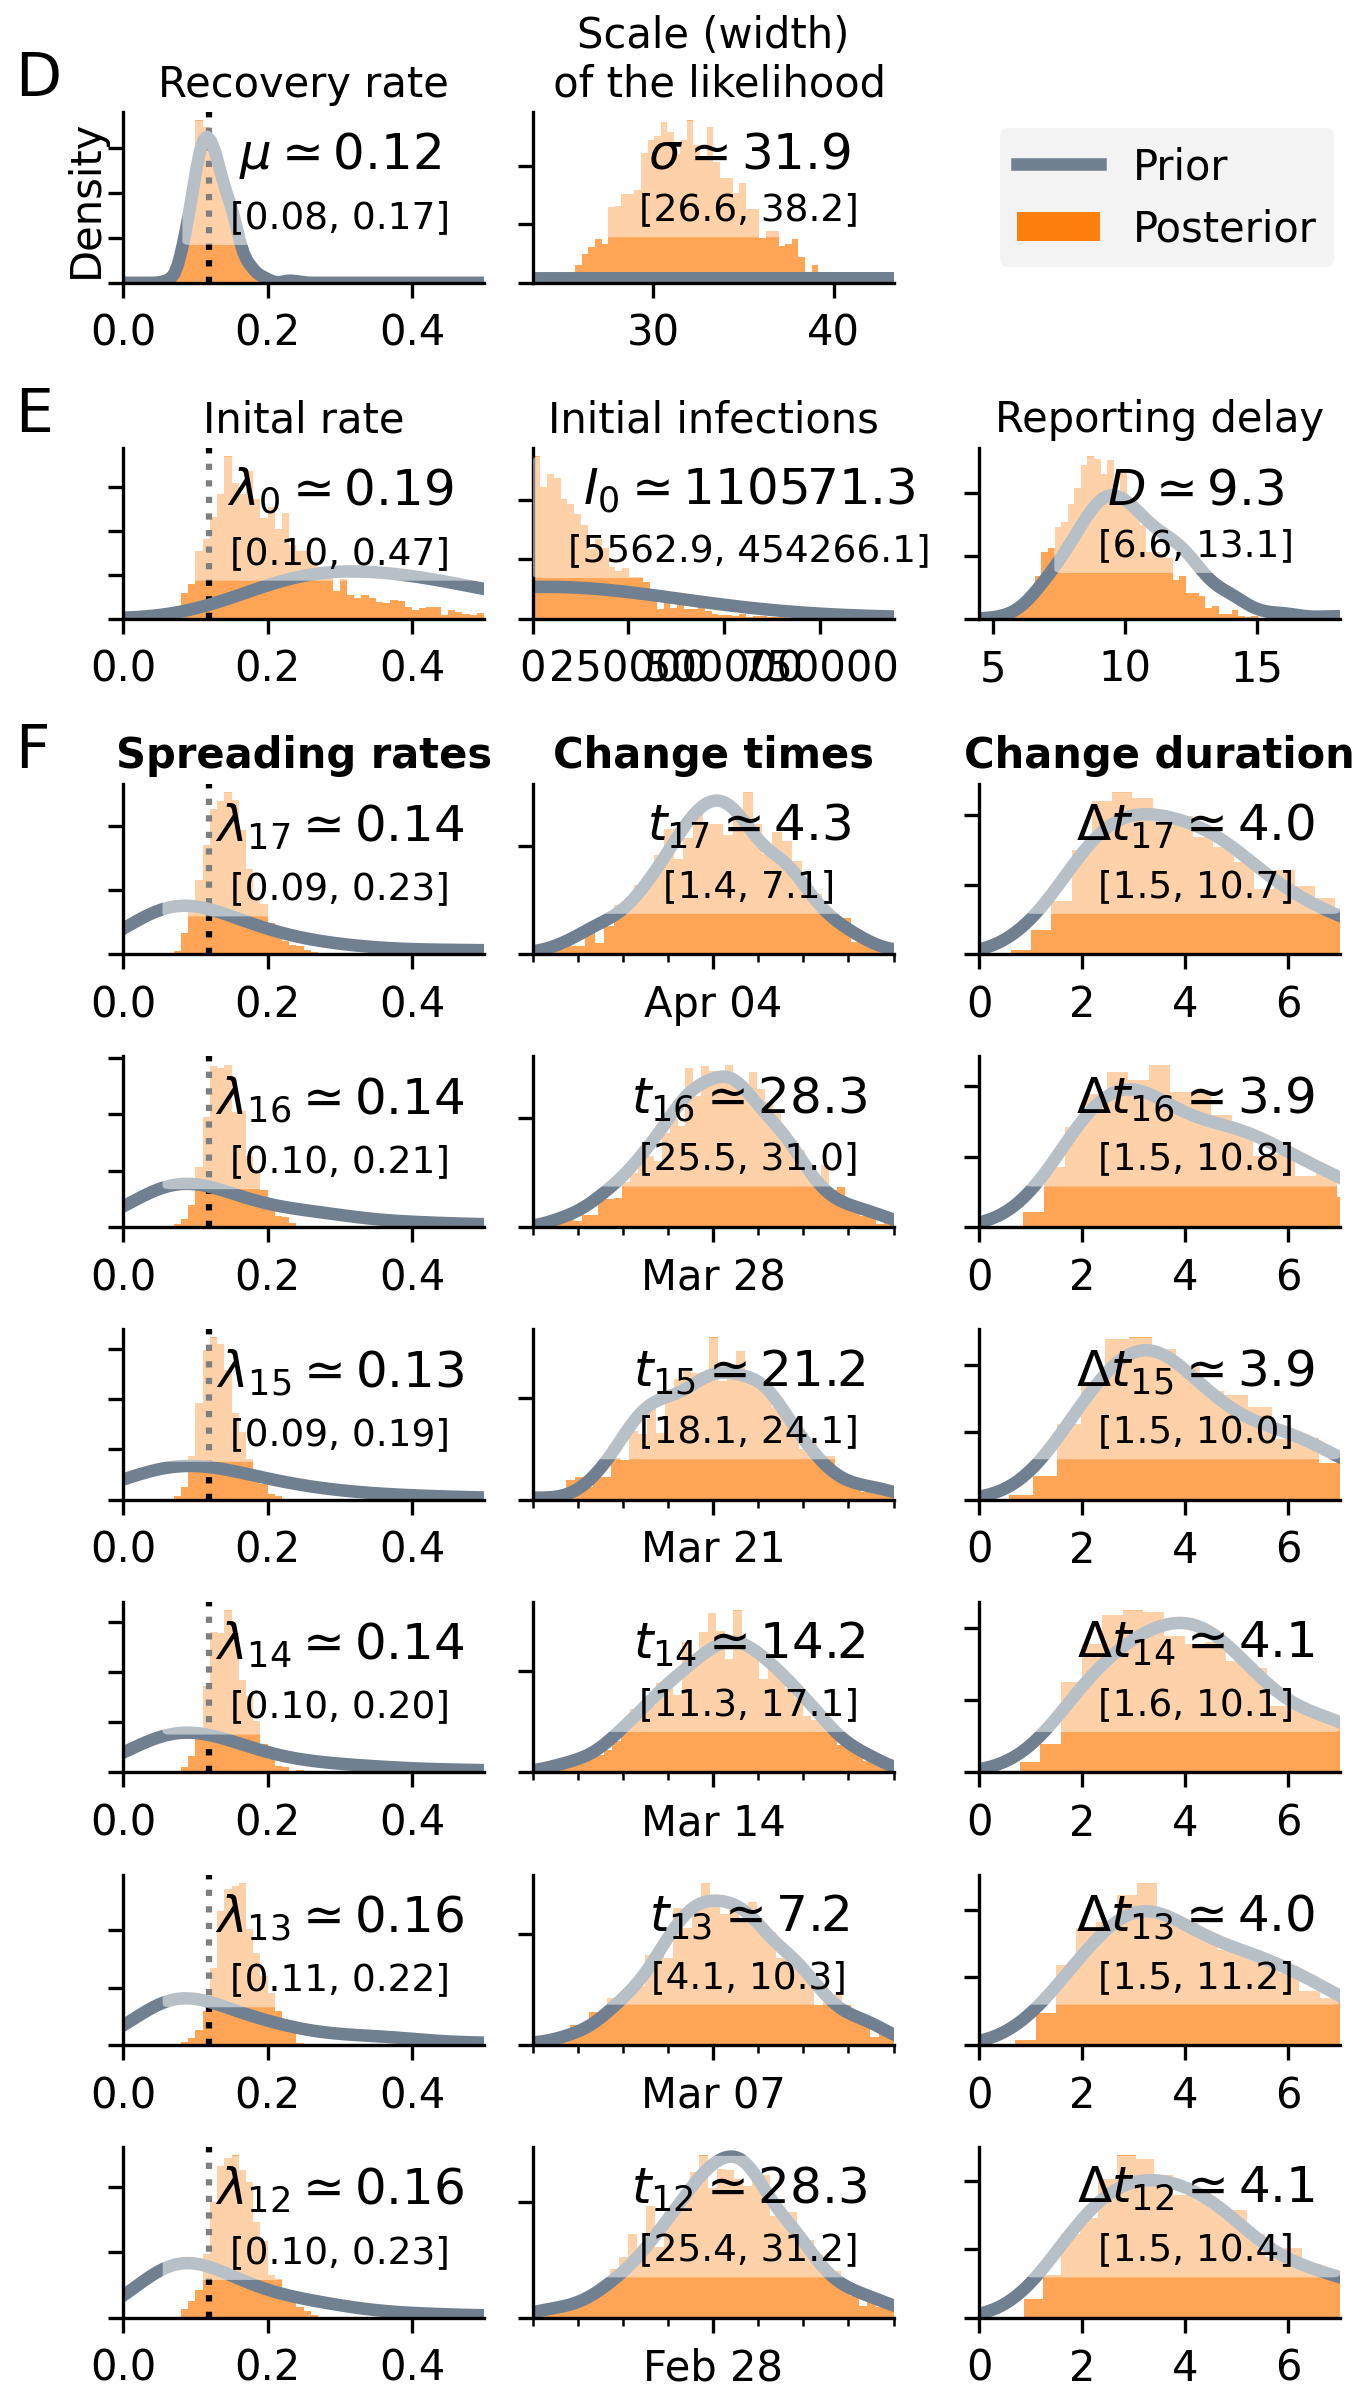 D
Recovery rate
Scale (width)
of the likelihood
Density
μ ≃ 0.12
[0.08, 0.17]
σ ≃ 31.9
[26.6, 38.2]
Prior
Posterior
0.0 0.2 0.4
30 40
E
Inital rate
Initial infections
Reporting delay
λ0 ≃ 0.19
[0.10, 0.47]
I0 ≃ 110571.3
[5562.9, 454266.1]
D ≃ 9.3
[6.6, 13.1]
0.0 0.2 0.4
0 250000 500000 750000
5 10 15
F
Spreading rates
Change times
Change duration
λ17 ≃ 0.14
[0.09, 0.23]
t17 ≃ 4.3
[1.4, 7.1]
Δt17 ≃ 4.0
[1.5, 10.7]
0.0 0.2 0.4
Apr 04
0 2 4 6
λ16 ≃ 0.14
[0.10, 0.21]
t16 ≃ 28.3
[25.5, 31.0]
Δt16 ≃ 3.9
[1.5, 10.8]
0.0 0.2 0.4
Mar 28
0 2 4 6
λ15 ≃ 0.13
[0.09, 0.19]
t15 ≃ 21.2
[18.1, 24.1]
Δt15 ≃ 3.9
[1.5, 10.0]
0.0 0.2 0.4
Mar 21
0 2 4 6
λ14 ≃ 0.14
[0.10, 0.20]
t14 ≃ 14.2
[11.3, 17.1]
Δt14 ≃ 4.1
[1.6, 10.1]
0.0 0.2 0.4
Mar 14
0 2 4 6
λ13 ≃ 0.16
[0.11, 0.22]
t13 ≃ 7.2
[4.1, 10.3]
Δt13 ≃ 4.0
[1.5, 11.2]
0.0 0.2 0.4
Mar 07
0 2 4 6
λ12 ≃ 0.16
[0.10, 0.23]
t12 ≃ 28.3
[25.4, 31.2]
Δt12 ≃ 4.1
[1.5, 10.4]
0.0 0.2 0.4
Feb 28
0 2 4 6